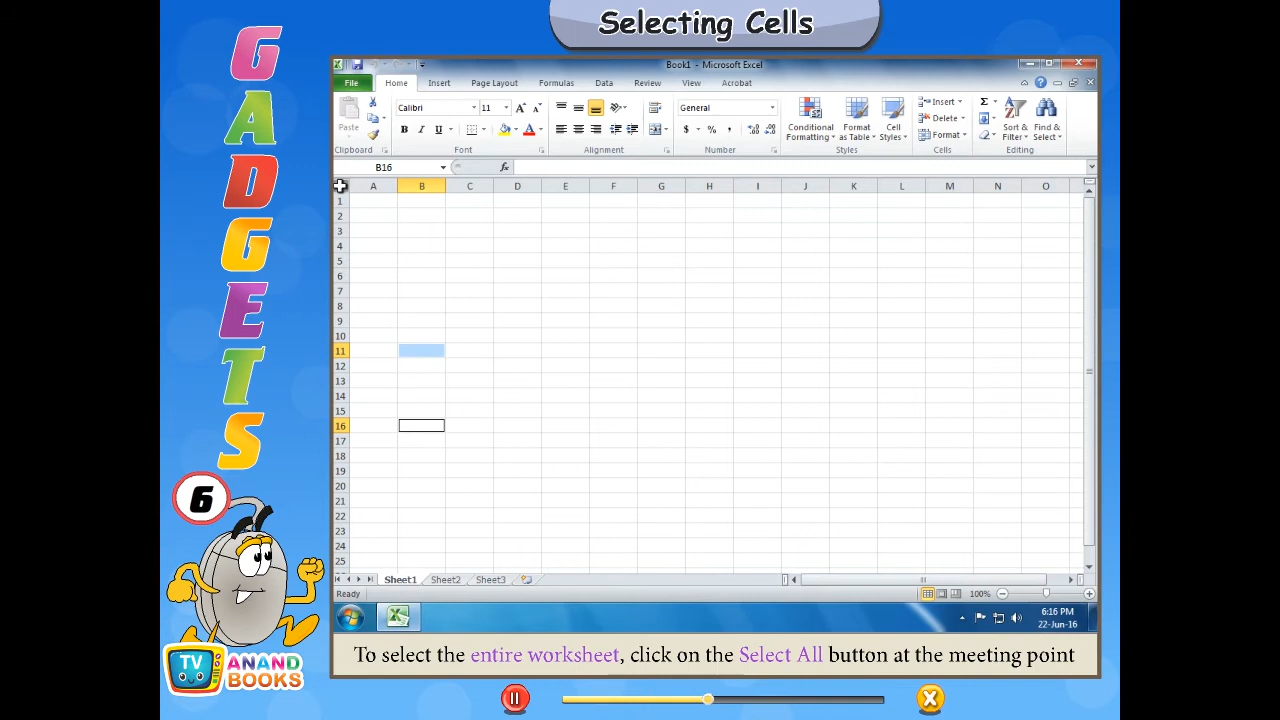 Selecting Cells
GADGETS
6
TV ANAND BOOKS
Book1 - Microsoft Excel
File Home Insert Page Layout Formulas Data Review View Acrobat
Calibri 11 General
Paste
B I U
$ % ,
Conditional Formatting
Format as Table
Cell Styles
Insert
Delete
Format
Σ
Sort & Filter
Find & Select
Clipboard Font Alignment Number Styles Cells Editing
B16 fx
A B C D E F G H I J K L M N O
1
2
3
4
5
6
7
8
9
10
11
12
13
14
15
16
17
18
19
20
21
22
23
24
25
Sheet1 Sheet2 Sheet3
Ready 100%
6:16 PM
22-Jun-16
To select the entire worksheet, click on the Select All button at the meeting point